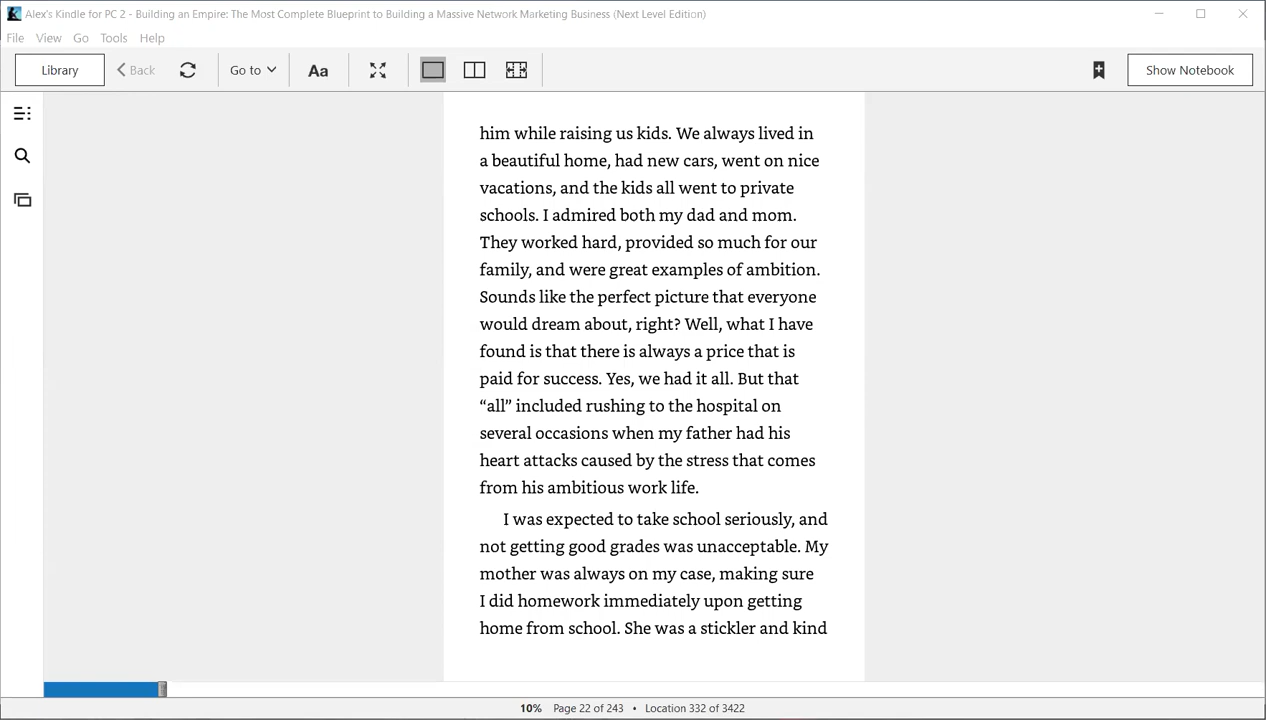 Alex's Kindle for PC 2 - Building an Empire: The Most Complete Blueprint to Building a Massive Network Marketing Business (Next Level Edition)
File View Go Tools Help
Library Back Go to Aa Show Notebook
him while raising us kids. We always lived in
a beautiful home, had new cars, went on nice
vacations, and the kids all went to private
schools. I admired both my dad and mom.
They worked hard, provided so much for our
family, and were great examples of ambition.
Sounds like the perfect picture that everyone
would dream about, right? Well, what I have
found is that there is always a price that is
paid for success. Yes, we had it all. But that
“all” included rushing to the hospital on
several occasions when my father had his
heart attacks caused by the stress that comes
from his ambitious work life.
I was expected to take school seriously, and
not getting good grades was unacceptable. My
mother was always on my case, making sure
I did homework immediately upon getting
home from school. She was a stickler and kind
10% Page 22 of 243 • Location 332 of 3422